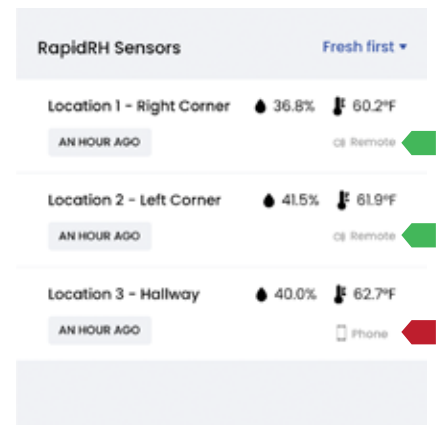 RapidRH Sensors Fresh first
Location 1 - Right Corner 36.8% 60.2°F
AN HOUR AGO Remote
Location 2 - Left Corner 41.5% 61.9°F
AN HOUR AGO Remote
Location 3 - Hallway 40.0% 62.7°F
AN HOUR AGO Phone